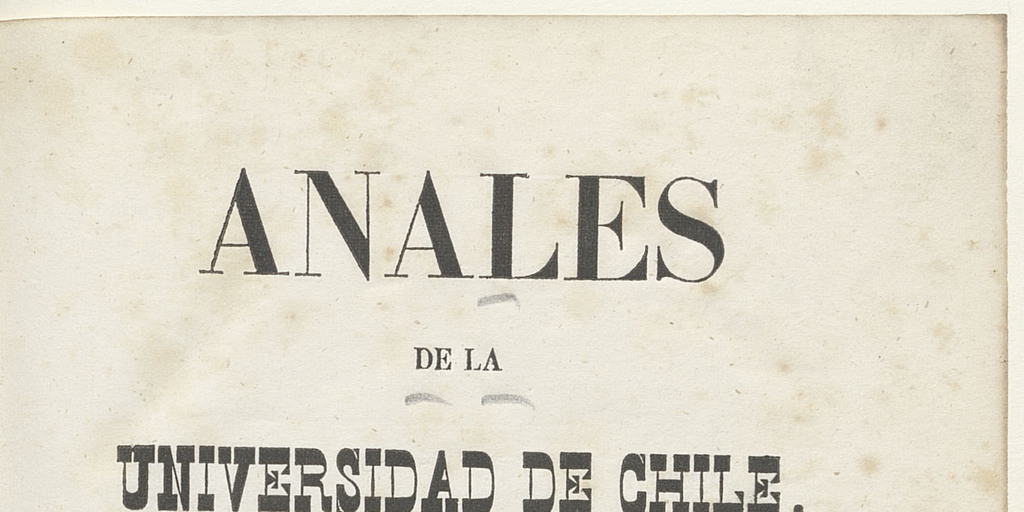 ANALES
DE LA
UNIVERSIDAD DE CHILE.